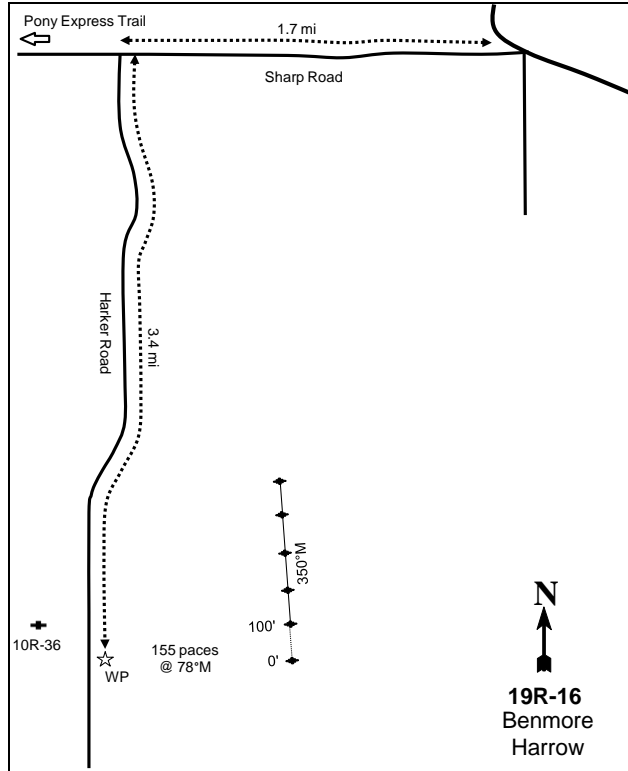 Pony Express Trail
1.7 mi
Sharp Road
Harker Road
3.4 mi
350°M
100'
10R-36
155 paces
@ 78°M
0'
WP
N
19R-16
Benmore
Harrow